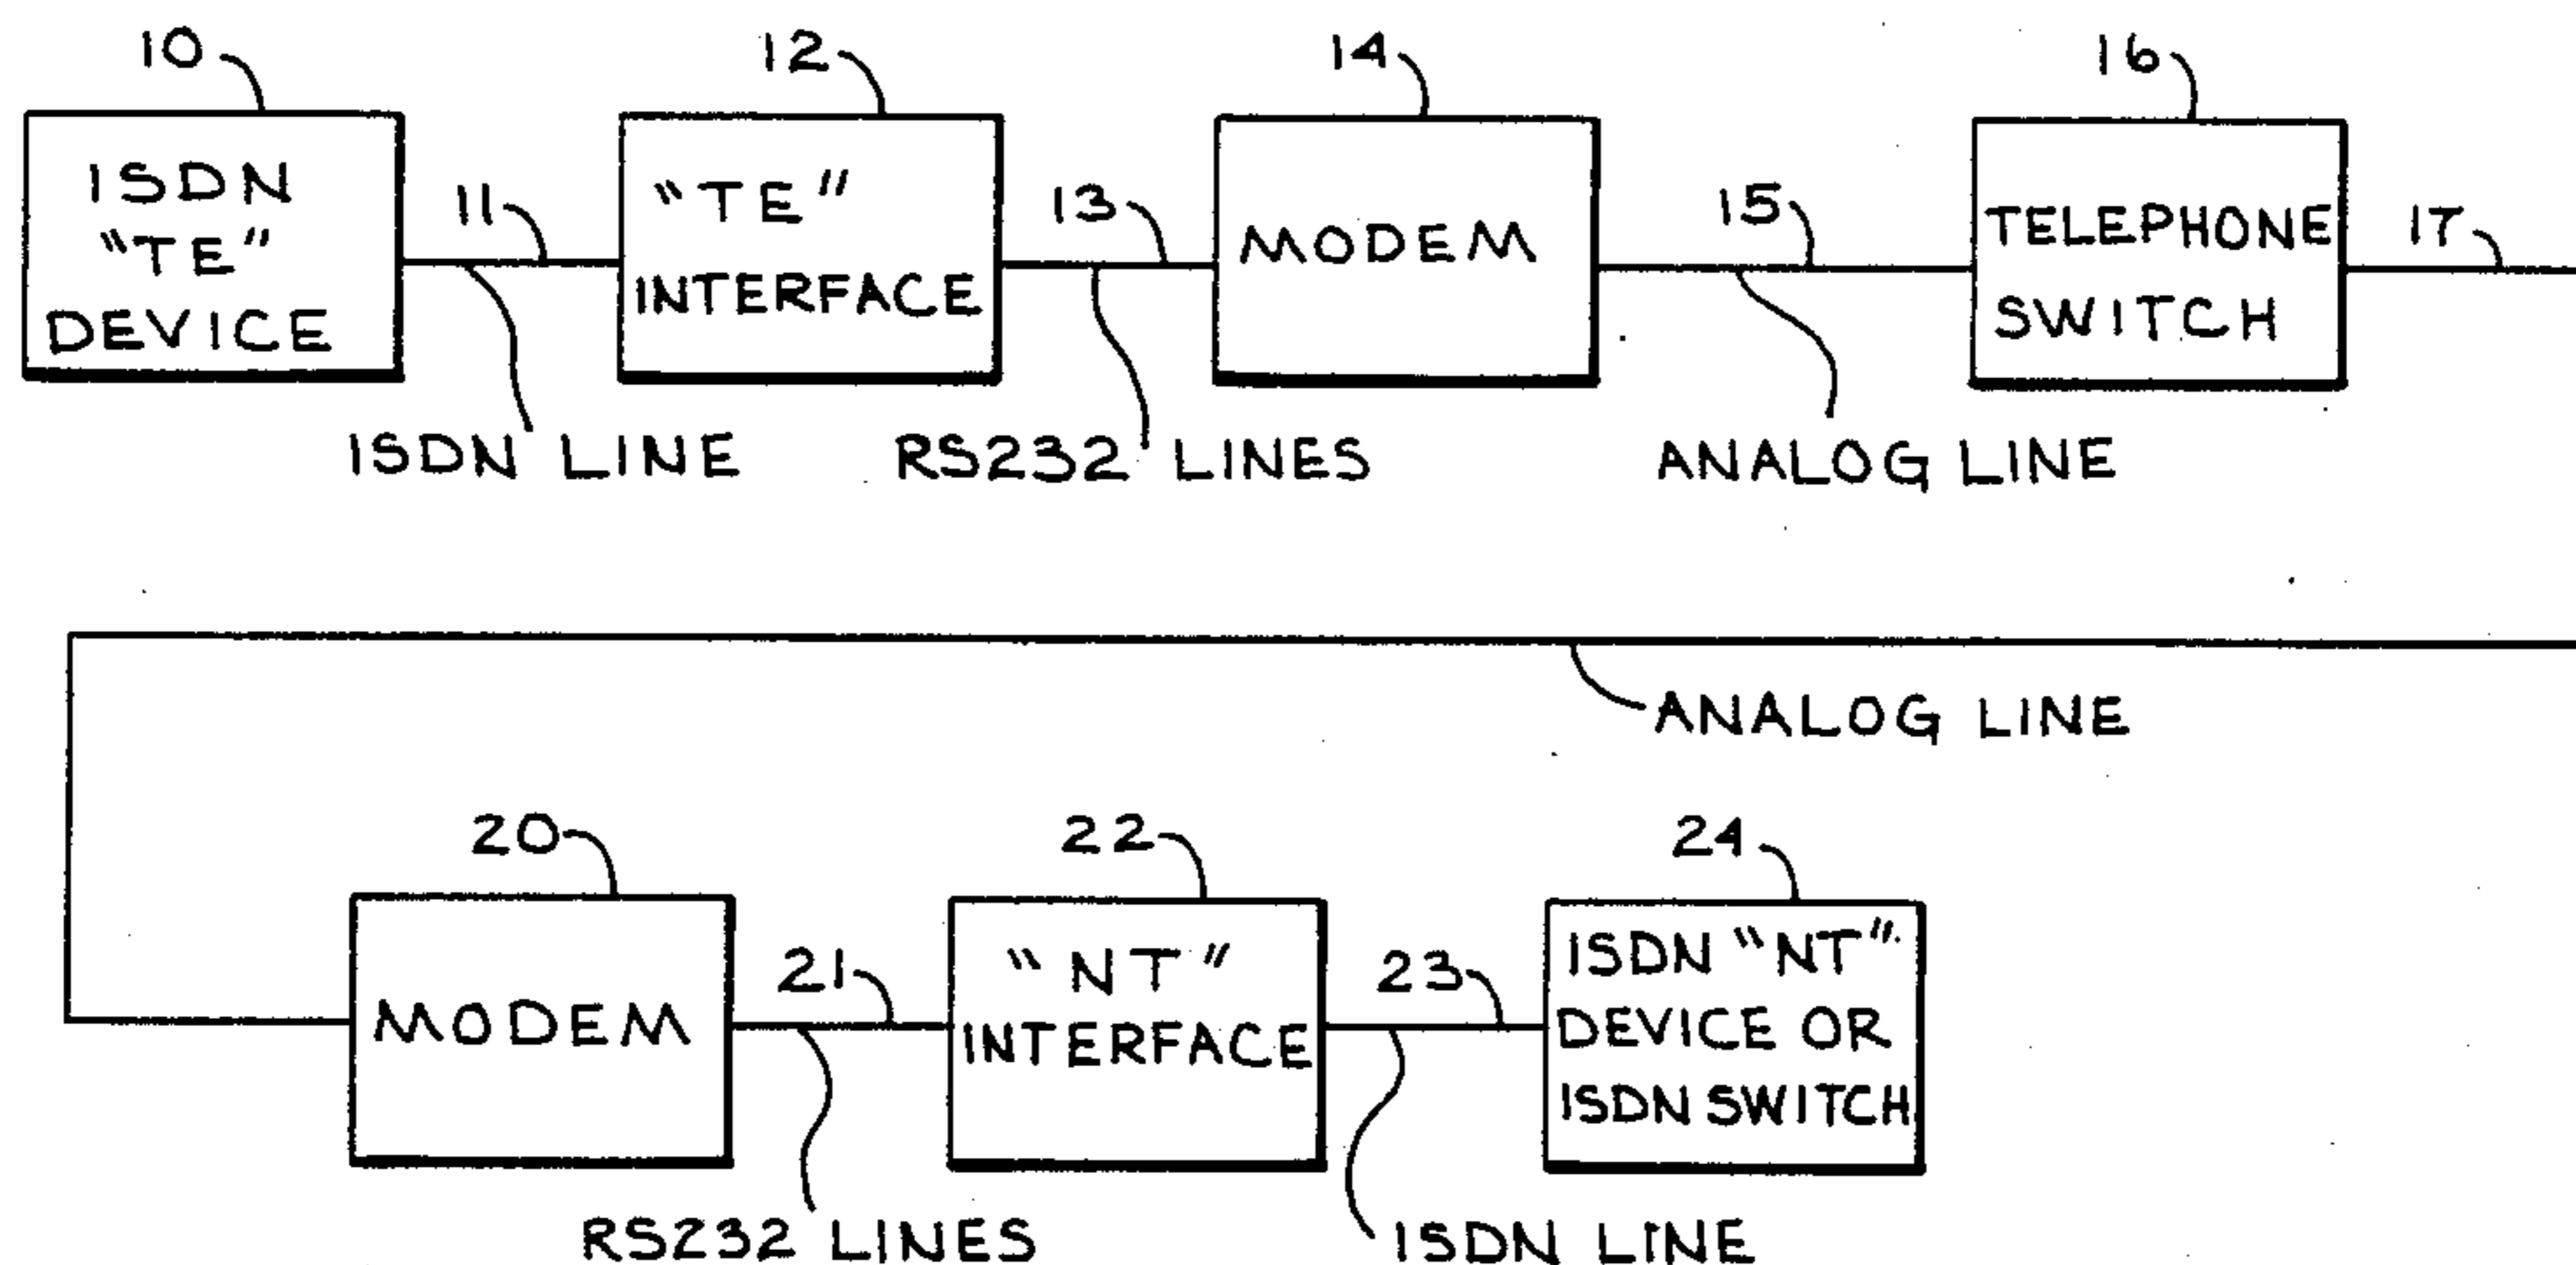 10
12
14
16
ISDN
"TE"
DEVICE
11
"TE"
INTERFACE
13
MODEM
15
TELEPHONE
SWITCH
17
ISDN LINE
RS232 LINES
ANALOG LINE
ANALOG LINE
20
22
24
MODEM
21
"NT"
INTERFACE
23
ISDN "NT"
DEVICE OR
ISDN SWITCH
RS232 LINES
ISDN LINE